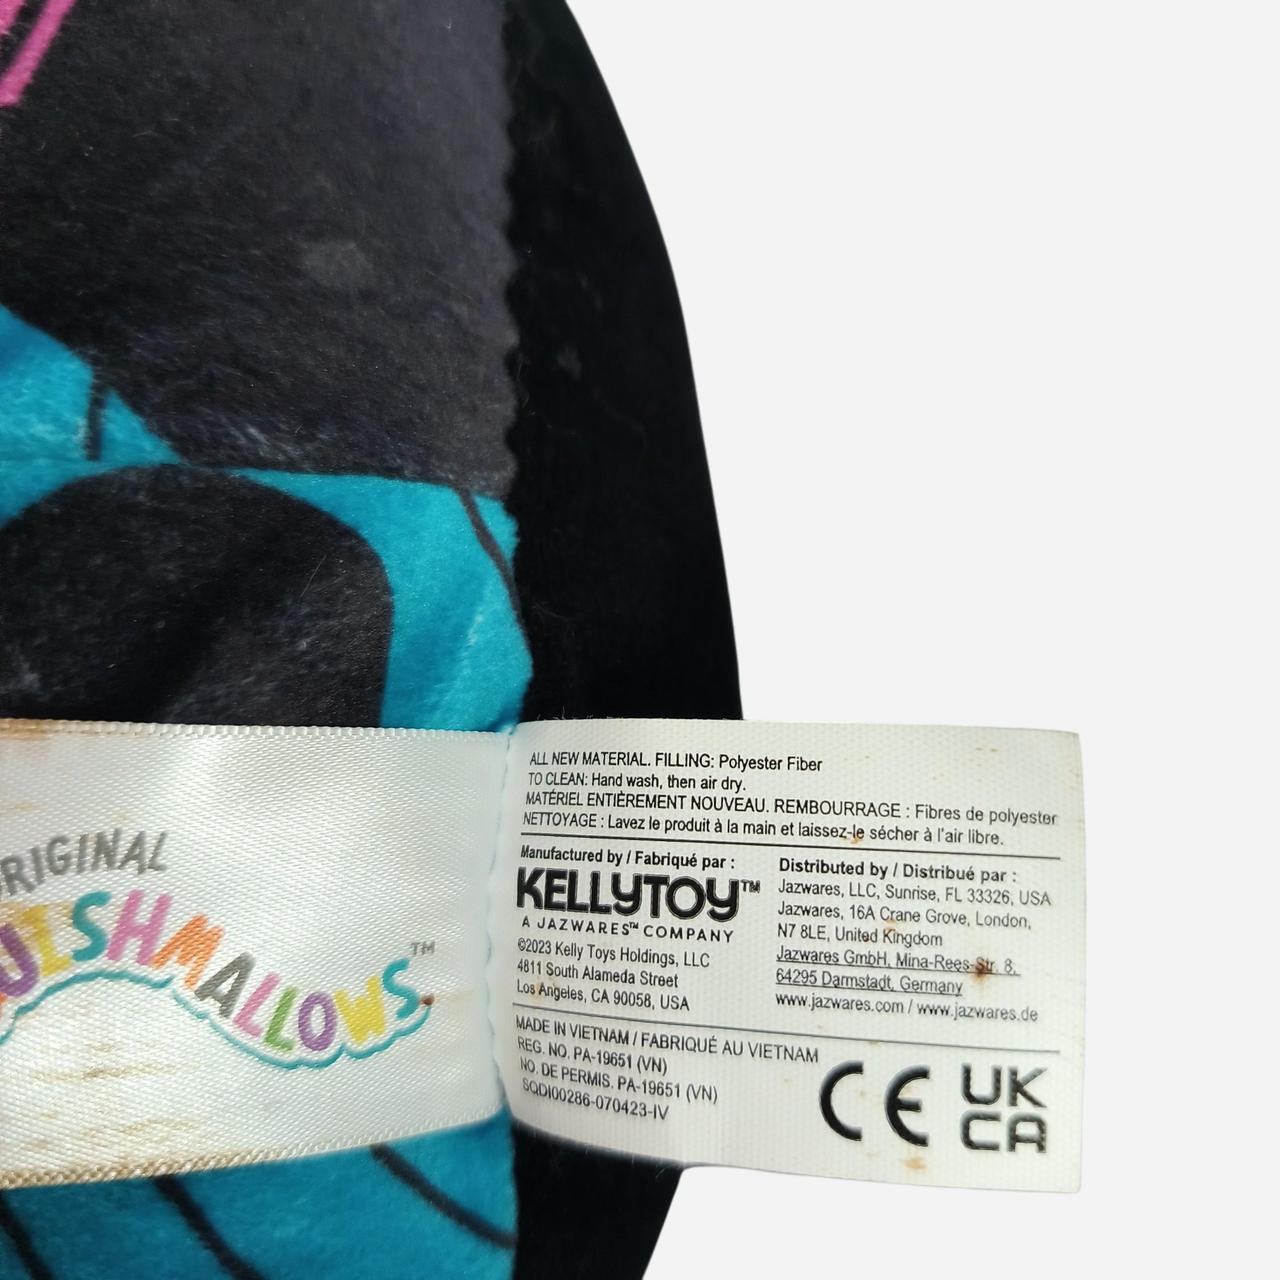 RIGINAL
UISHMALLOWS.™
ALL NEW MATERIAL. FILLING: Polyester Fiber
TO CLEAN: Hand wash, then air dry.
MATÉRIEL ENTIÈREMENT NOUVEAU. REMBOURRAGE : Fibres de polyester
NETTOYAGE : Lavez le produit à la main et laissez-le sécher à l'air libre.
Manufactured by / Fabriqué par :
KELLYTOY™
A JAZWARES™ COMPANY
©2023 Kelly Toys Holdings, LLC
4811 South Alameda Street
Los Angeles, CA 90058, USA
Distributed by / Distribué par :
Jazwares, LLC, Sunrise, FL 33326, USA
Jazwares, 16A Crane Grove, London,
N7 8LE, United Kingdom
Jazwares GmbH, Mina-Rees-Str. 8,
64295 Darmstadt, Germany
www.jazwares.com / www.jazwares.de
MADE IN VIETNAM / FABRIQUÉ AU VIETNAM
REG. NO. PA-19651 (VN)
NO. DE PERMIS. PA-19651 (VN)
SQDI00286-070423-IV
CE
UK
CA